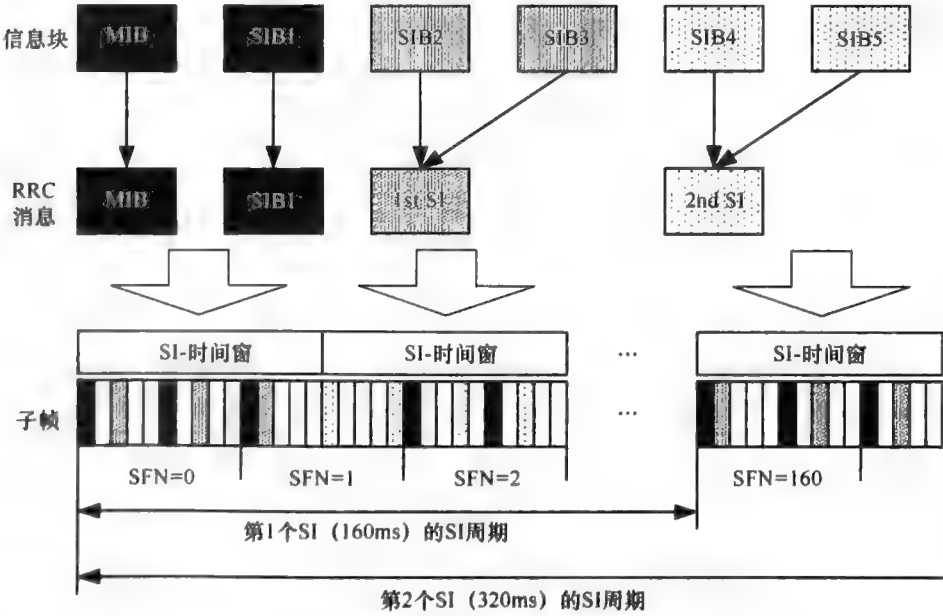 信息块
MIB
SIB1
SIB2
SIB3
SIB4
SIB5
RRC
消息
MIB
SIB1
1st SI
2nd SI
SI-时间窗
SI-时间窗
...
SI-时间窗
子帧
...
SFN=0
SFN=1
SFN=2
SFN=160
第1个SI（160ms）的SI周期
第2个SI（320ms）的SI周期